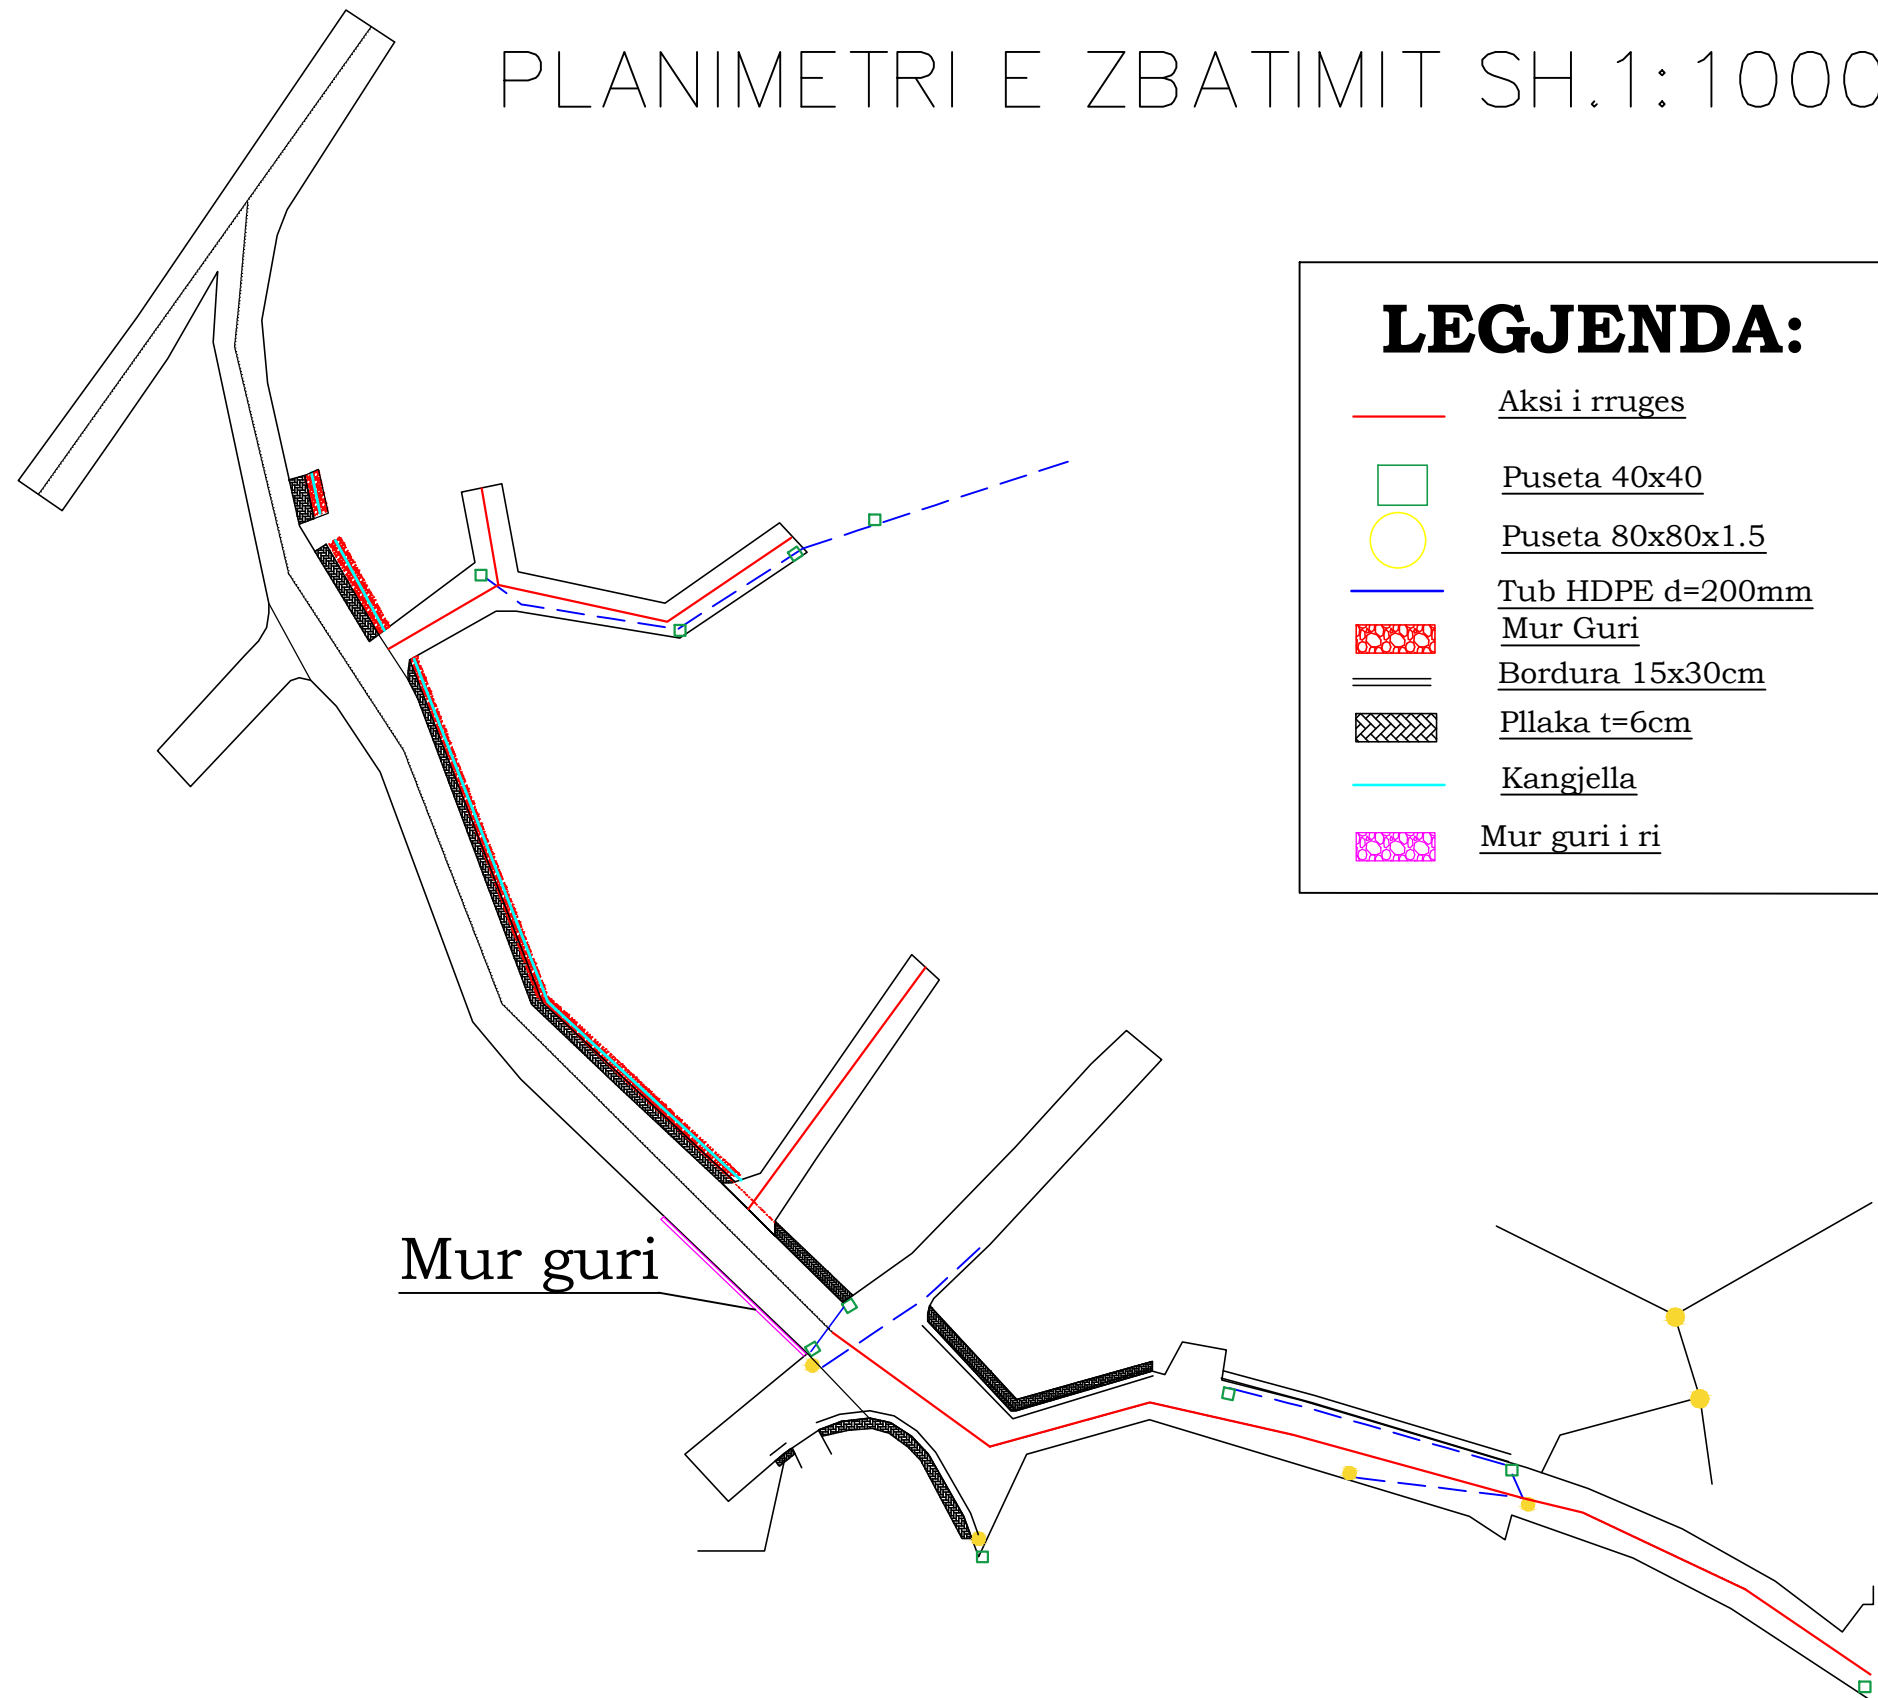 PLANIMETRI E ZBATIMIT SH.1:1000
LEGJENDA:
Aksi i rruges
Puseta 40x40
Puseta 80x80x1.5
Tub HDPE d=200mm
Mur Guri
Bordura 15x30cm
Pllaka t=6cm
Kangjella
Mur guri i ri
Mur guri